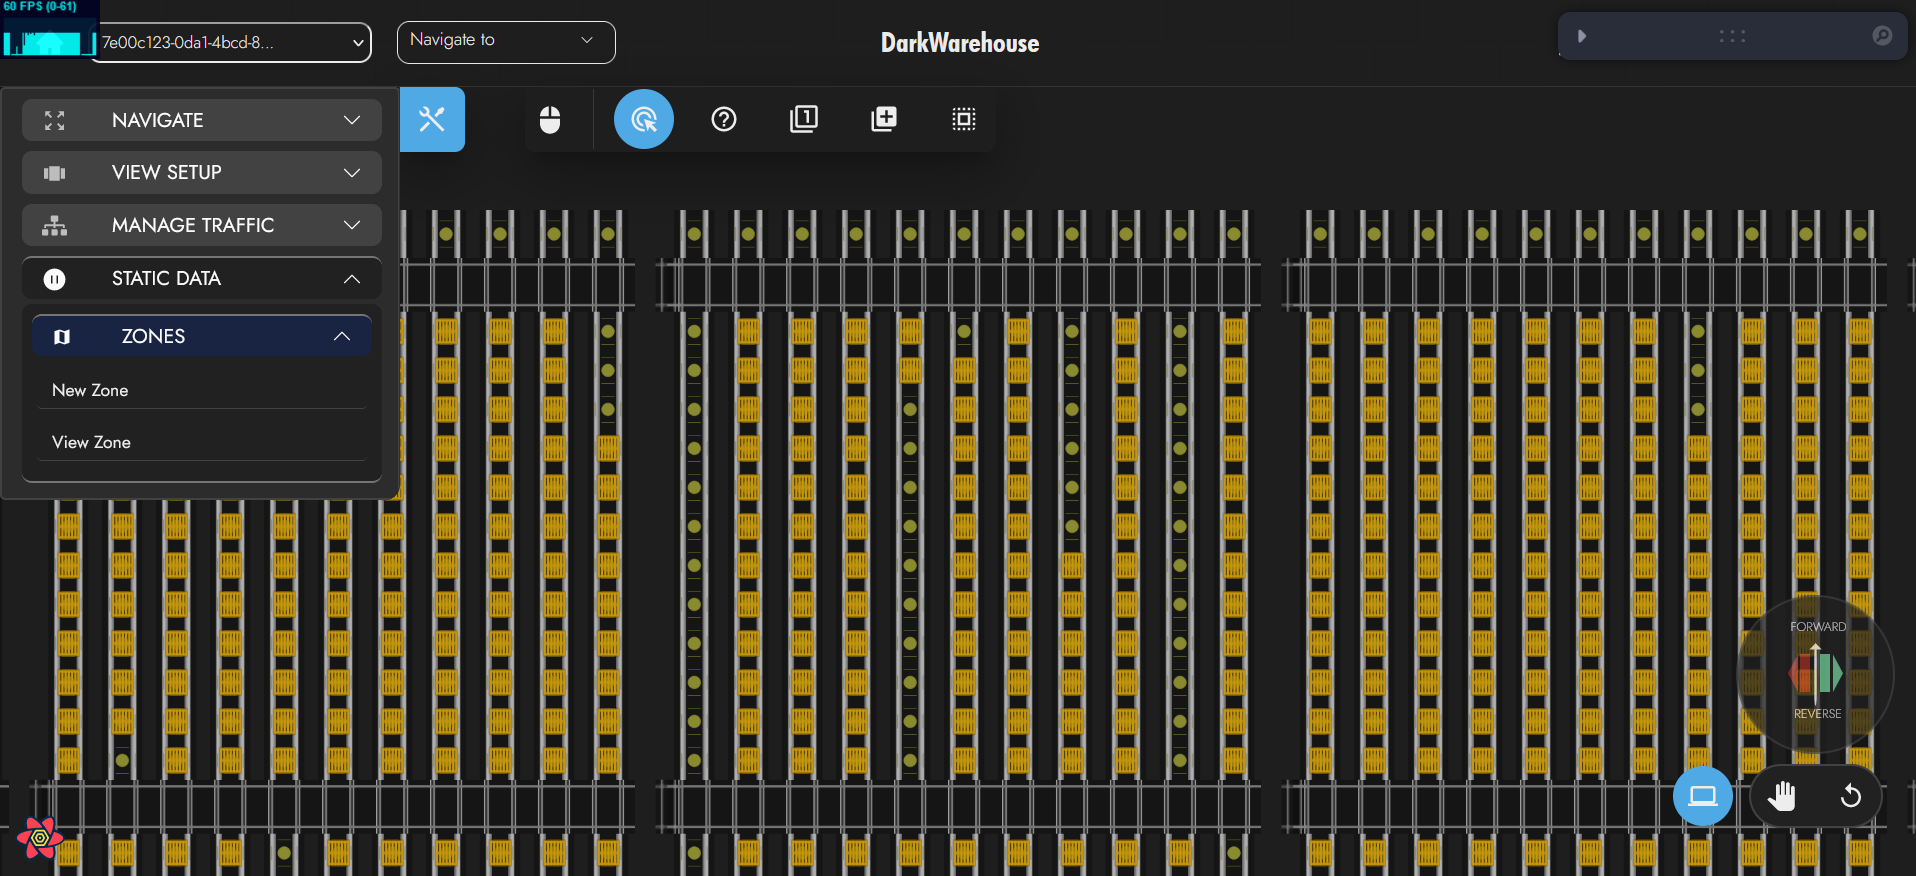 60 FPS (0-61)
7e00c123-0da1-4bcd-8...
Navigate to
DarkWarehouse
NAVIGATE
VIEW SETUP
MANAGE TRAFFIC
STATIC DATA
ZONES
New Zone
View Zone
1
FORWARD
REVERSE